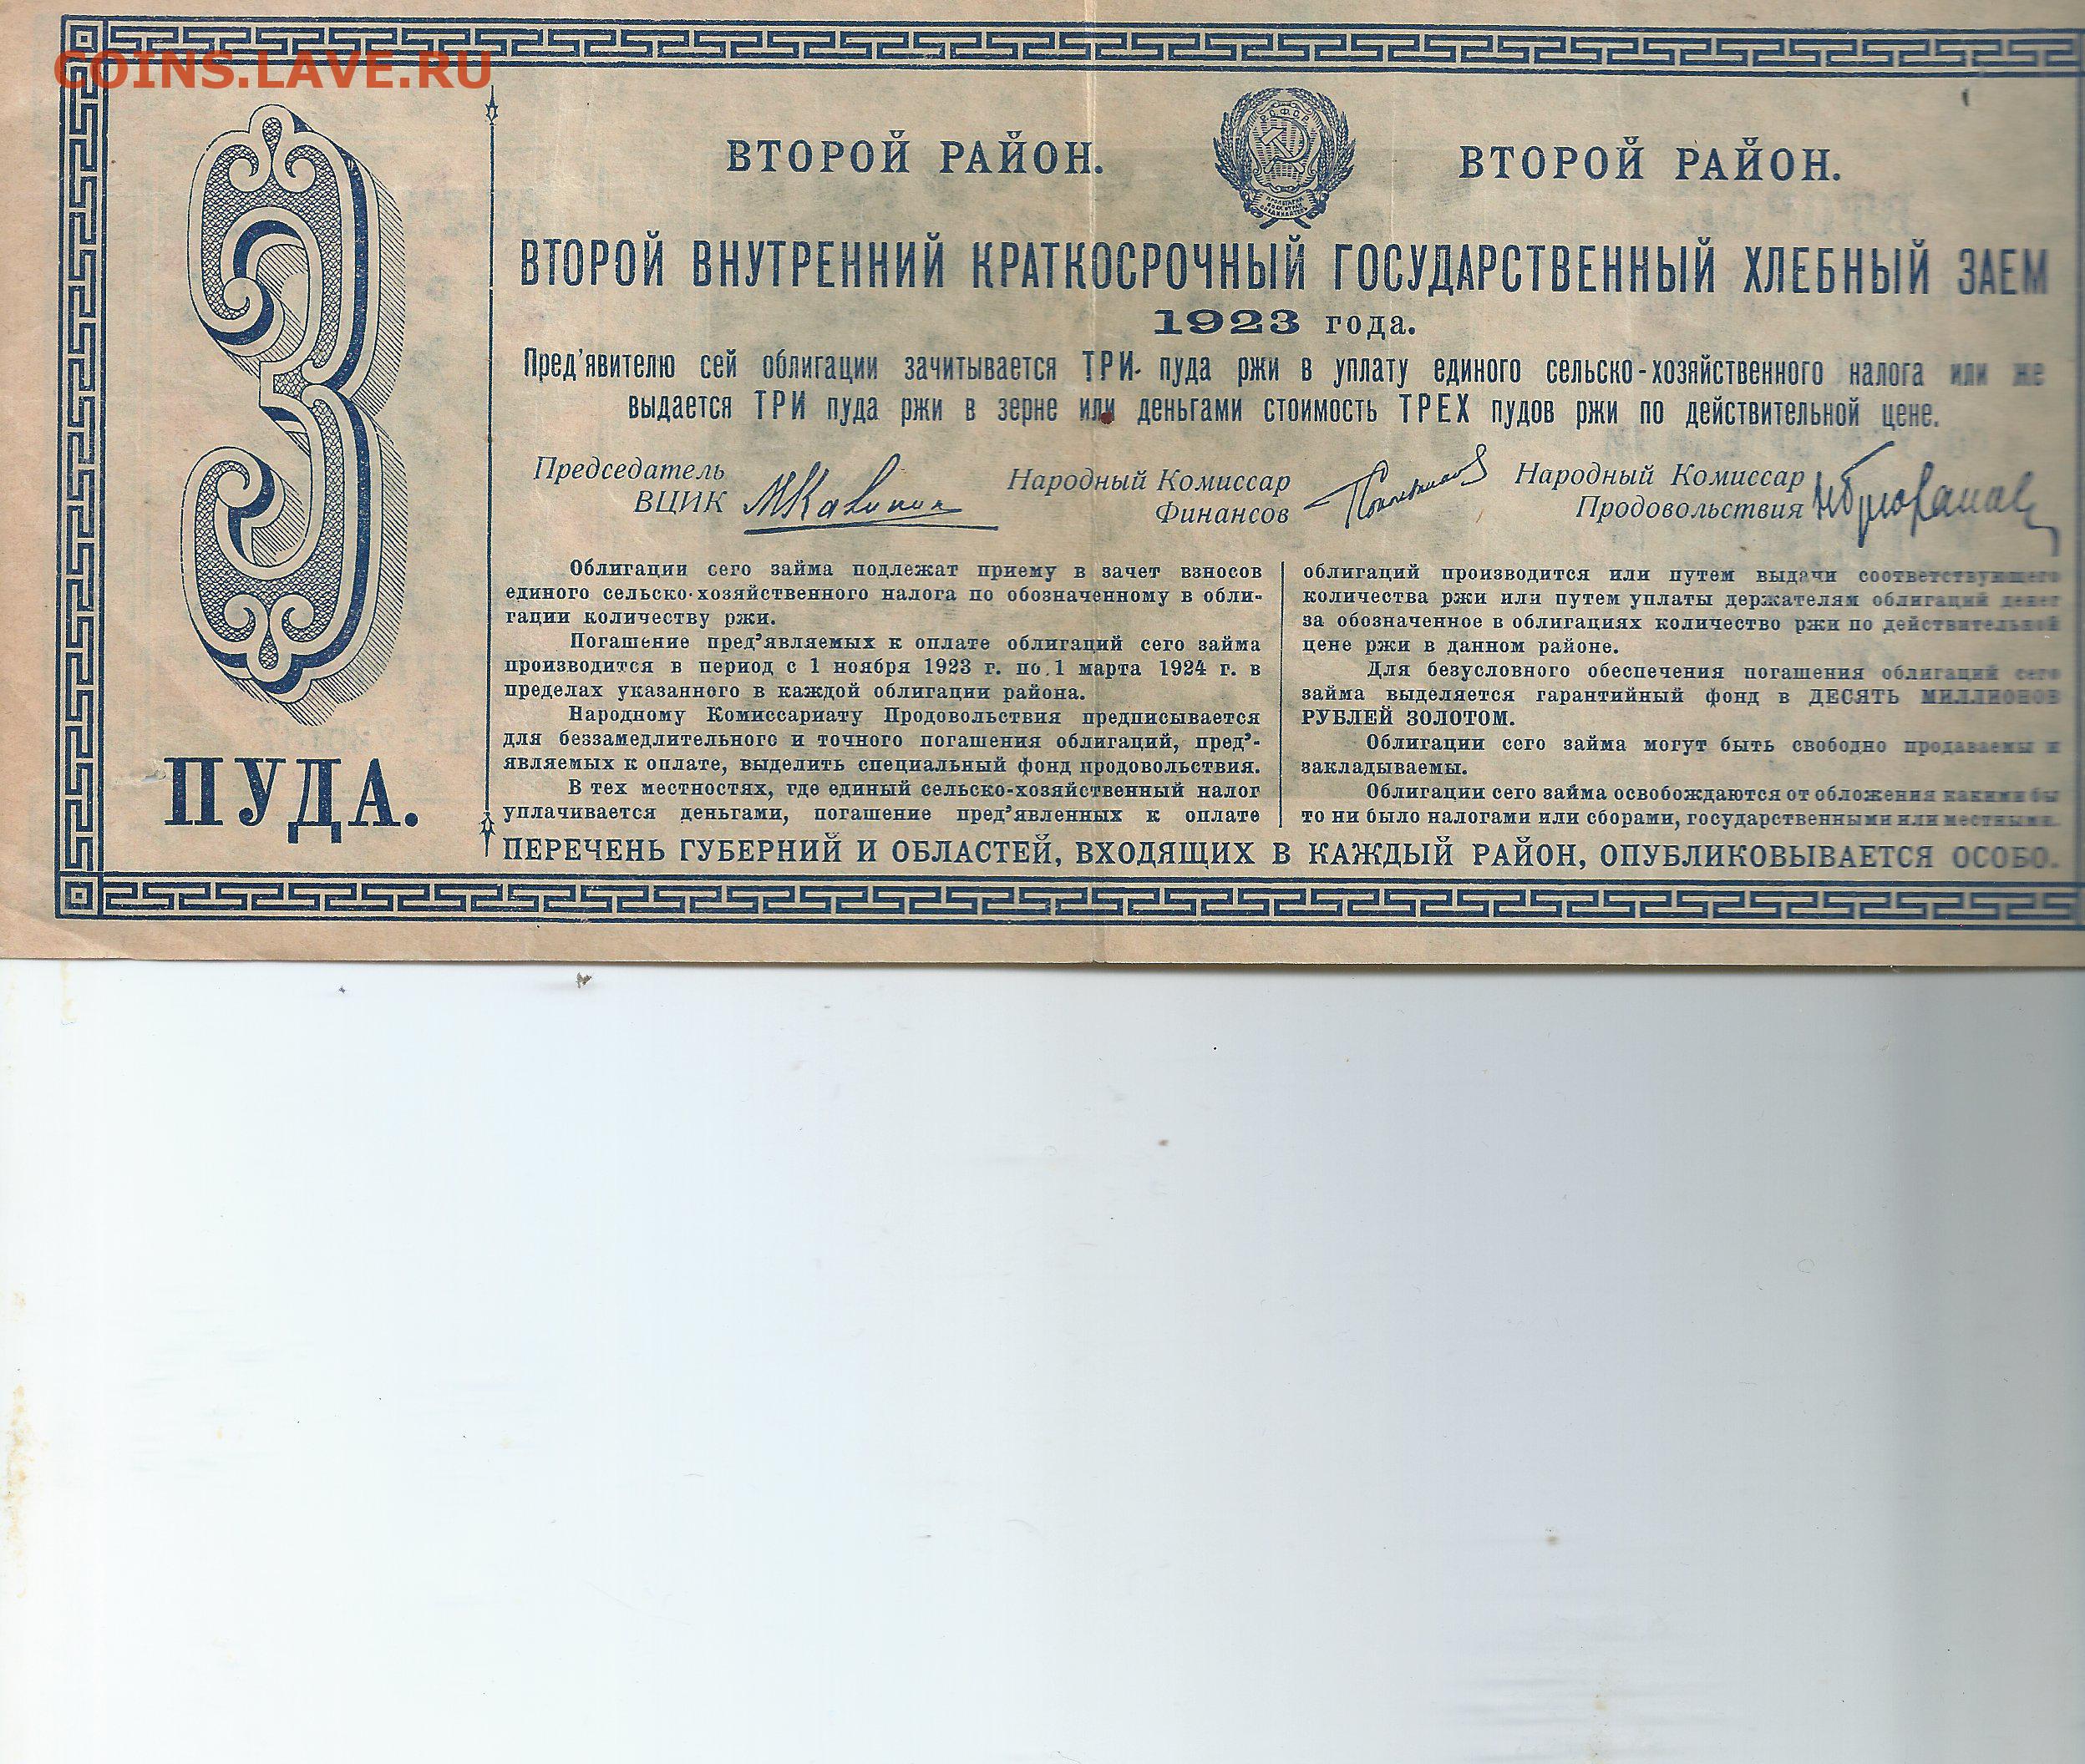 COINS.LAVE.RU
ВТОРОЙ РАЙОН.
Р.С.Ф.С.Р.
ВТОРОЙ РАЙОН.
ВТОРОЙ ВНУТРЕННИЙ КРАТКОСРОЧНЫЙ ГОСУДАРСТВЕННЫЙ ХЛЕБНЫЙ ЗАЕМ
1923 года.
Пред'явителю сей облигации зачитывается ТРИ пуда ржи в уплату единого сельско-хозяйственного налога или же
выдается ТРИ пуда ржи в зерне или деньгами стоимость ТРЕХ пудов ржи по действительной цене.
Председатель
ВЦИК
МКалинин
Народный Комиссар
Финансов
Народный Комиссар
Продовольствия
3
ПУДА.
Облигации сего займа подлежат приему в зачет взносов
единого сельско-хозяйственного налога по обозначенному в обли-
гации количеству ржи.
Погашение пред'являемых к оплате облигаций сего займа
производится в период с 1 ноября 1923 г. по 1 марта 1924 г. в
пределах указанного в каждой облигации района.
Народному Комиссариату Продовольствия предписывается
для беззамедлительного и точного погашения облигаций, пред'-
являемых к оплате, выделить специальный фонд продовольствия.
В тех местностях, где единый сельско-хозяйственный налог
уплачивается деньгами, погашение пред'явленных к оплате
облигаций производится или путем выдачи соответствующего
количества ржи или путем уплаты держателям облигаций денег
за обозначенное в облигациях количество ржи по действительной
цене ржи в данном районе.
Для безусловного обеспечения погашения облигаций сего
займа выделяется гарантийный фонд в ДЕСЯТЬ МИЛЛИОНОВ
РУБЛЕЙ ЗОЛОТОМ.
Облигации сего займа могут быть свободно продаваемы и
закладываемы.
Облигации сего займа освобождаются от обложения какими бы
то ни было налогами или сборами, государственными или местными.
ПЕРЕЧЕНЬ ГУБЕРНИЙ И ОБЛАСТЕЙ, ВХОДЯЩИХ В КАЖДЫЙ РАЙОН, ОПУБЛИКОВЫВАЕТСЯ ОСОБО.